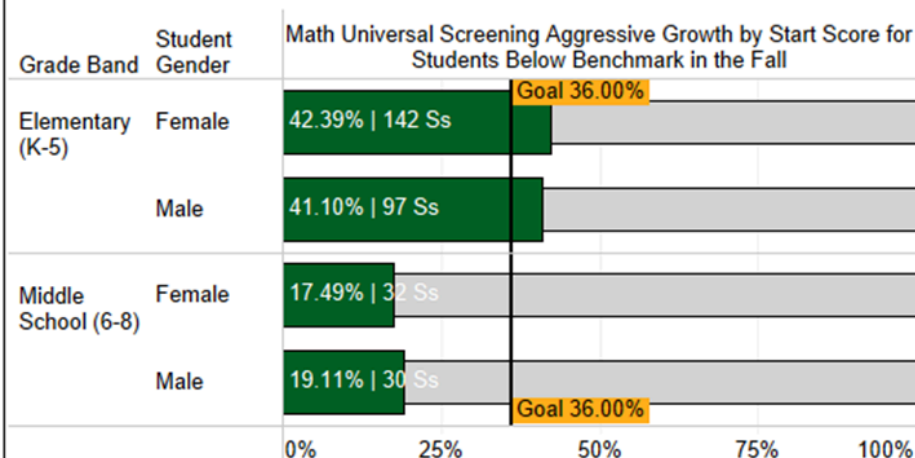 Math Universal Screening Aggressive Growth by Start Score for
Students Below Benchmark in the Fall
Grade Band
Student
Gender
Goal 36.00%
Elementary
(K-5)
Female
42.39% | 142 Ss
Male
41.10% | 97 Ss
Middle
School (6-8)
Female
17.49% | 32 Ss
Male
19.11% | 30 Ss
Goal 36.00%
0% 25% 50% 75% 100%